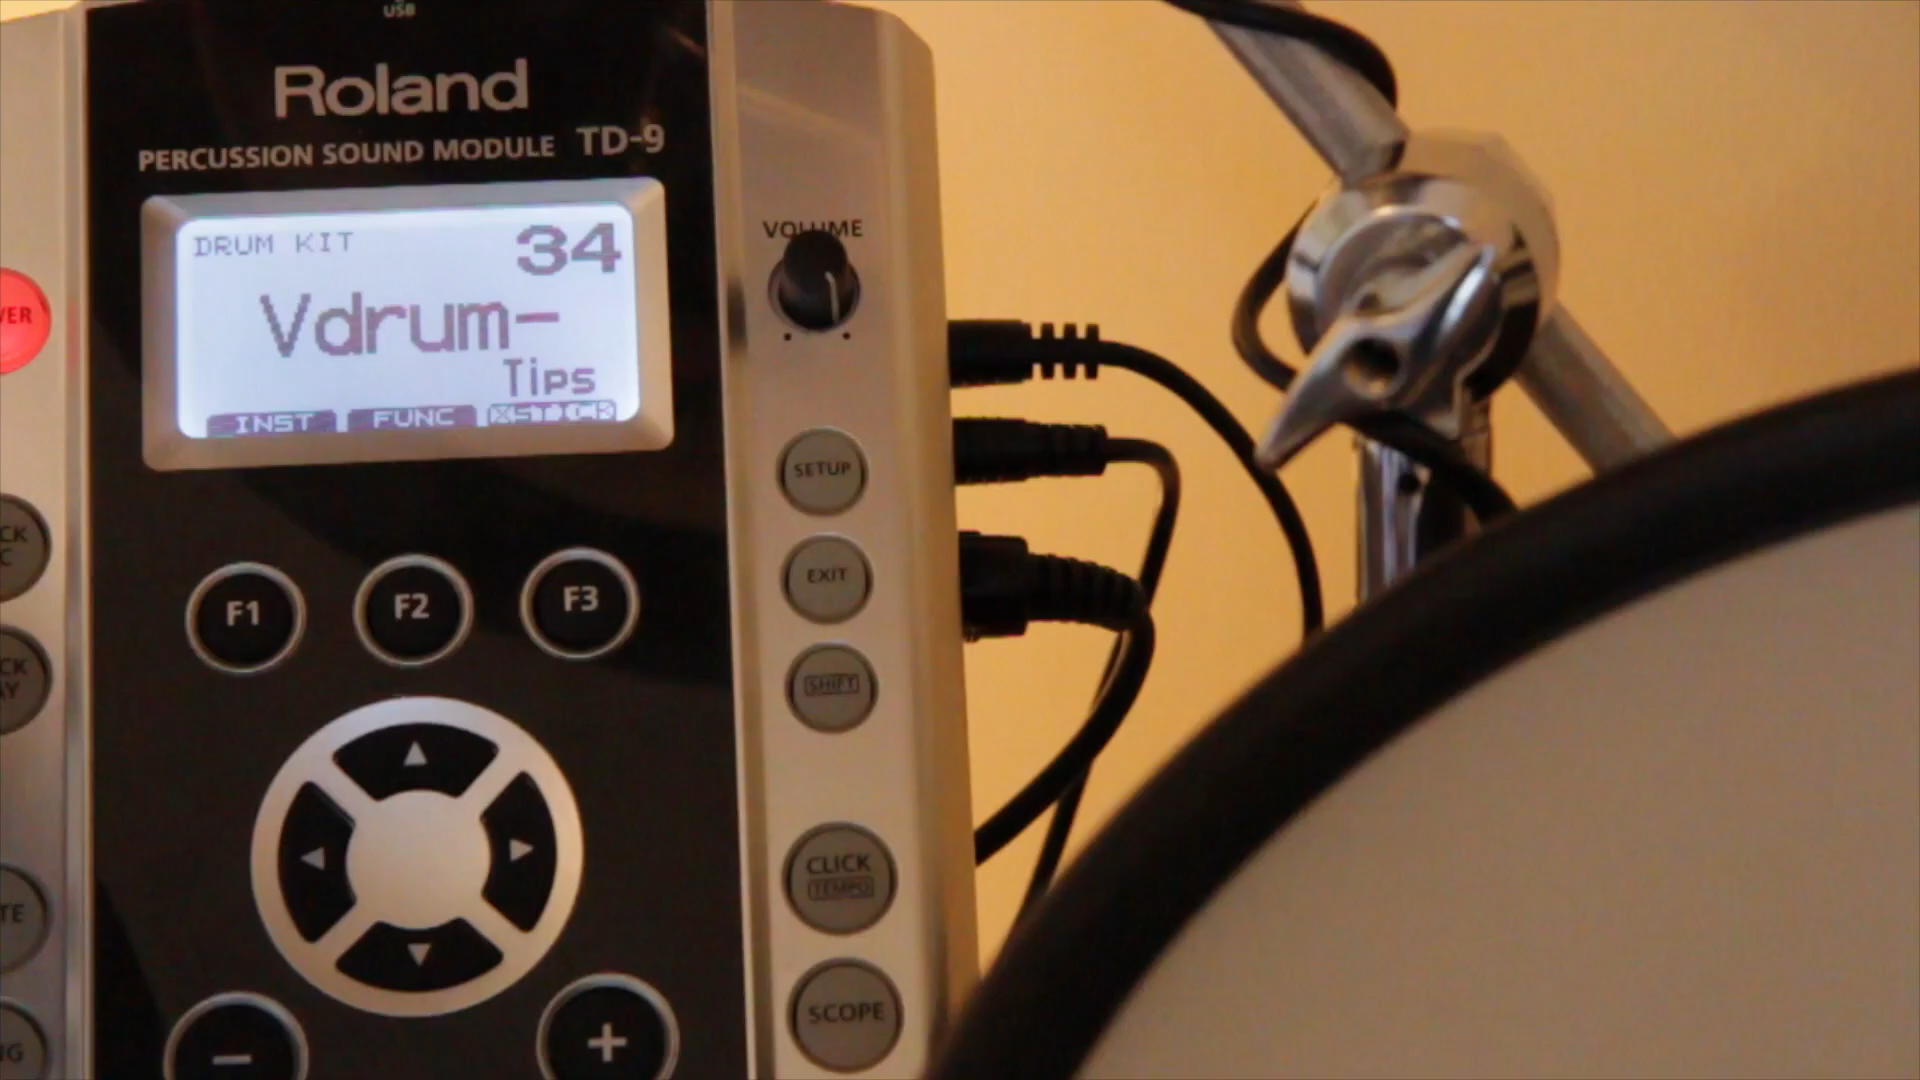 USB
Roland
PERCUSSION SOUND MODULE TD-9
DRUM KIT 34
Vdrum-
Tips
INST FUNC XSTICK
VOLUME
SETUP
EXIT
SHIFT
F1 F2 F3
CLICK
TEMPO
SCOPE
- +